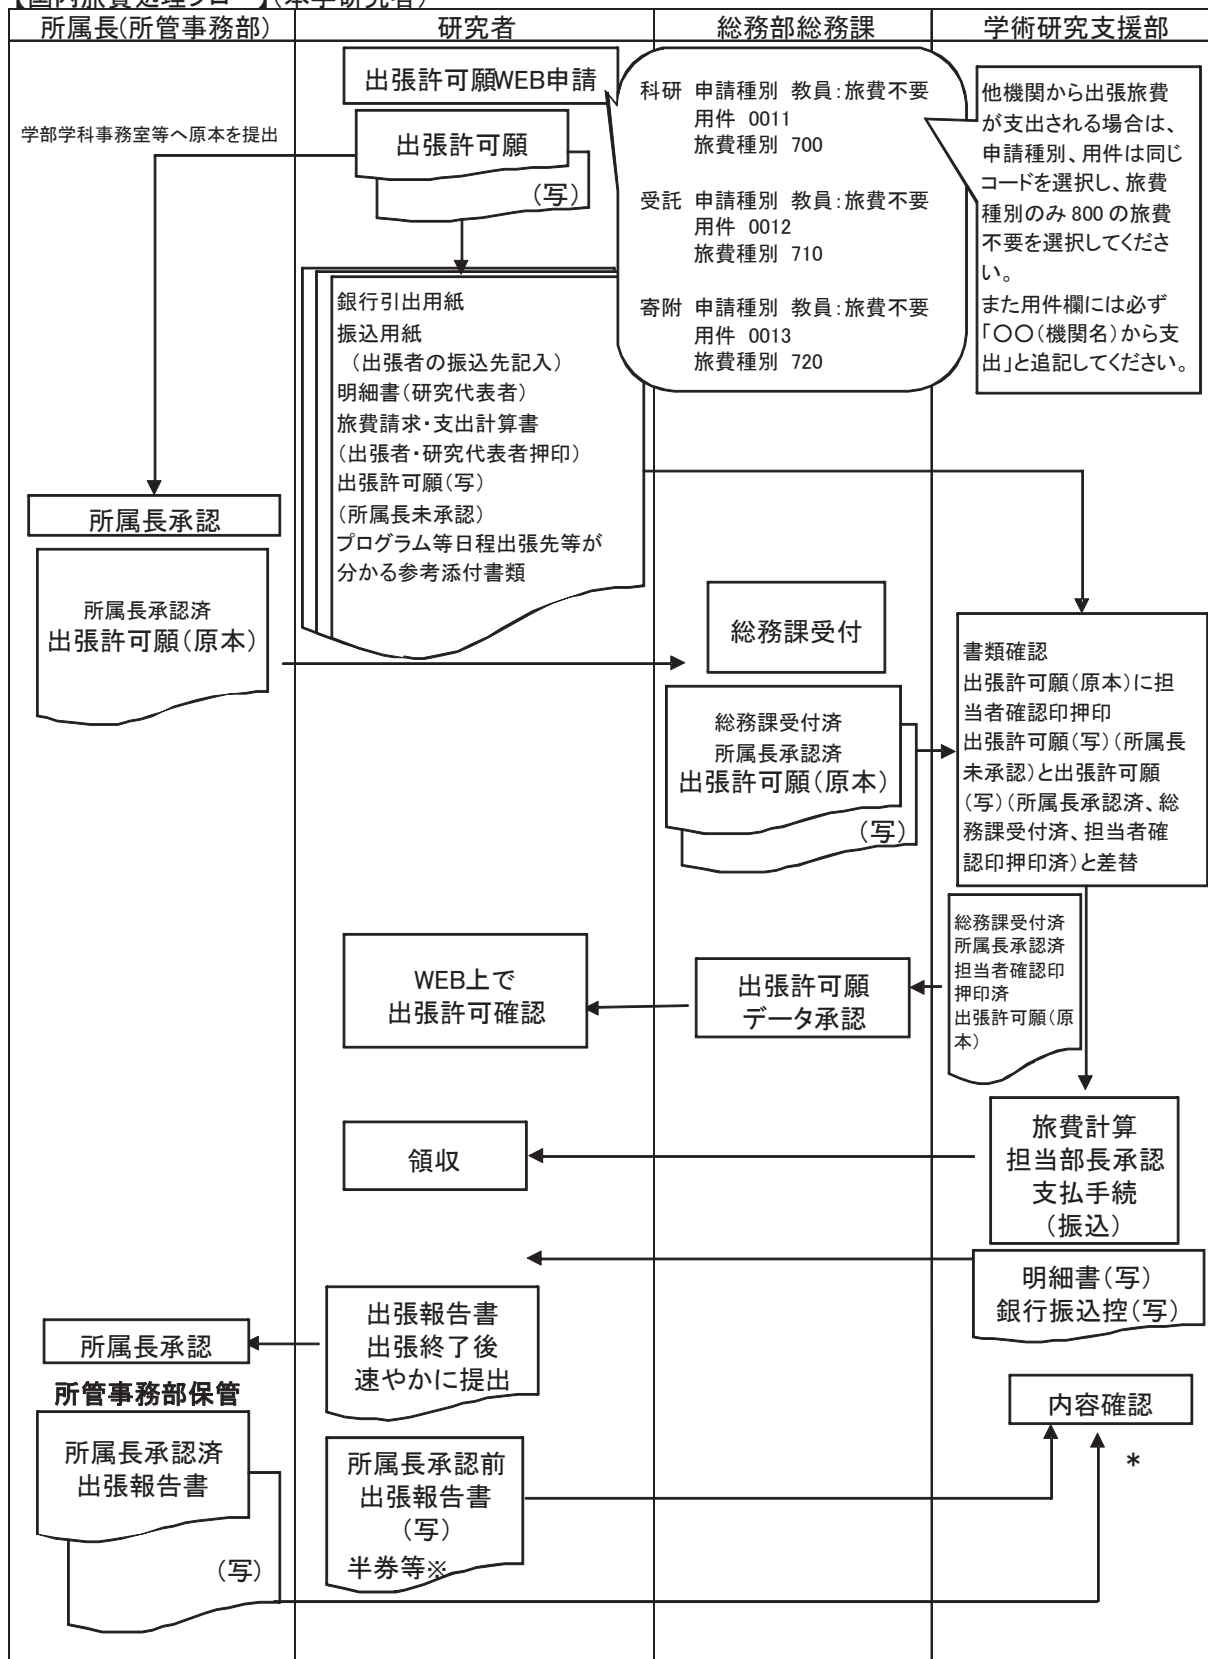 【国内旅費処理フロー】(本学研究者)
所属長(所管事務部)
研究者
総務部総務課
学術研究支援部
出張許可願WEB申請
学部学科事務室等へ原本を提出
出張許可願
(写)
科研 申請種別 教員:旅費不要
用件 0011
旅費種別 700
受託 申請種別 教員:旅費不要
用件 0012
旅費種別 710
寄附 申請種別 教員:旅費不要
用件 0013
旅費種別 720
他機関から出張旅費
が支出される場合は、
申請種別、用件は同じ
コードを選択し、旅費
種別のみ 800 の旅費
不要を選択してくださ
い。
また用件欄には必ず
「〇〇(機関名)から支
出」と追記してください。
銀行引出用紙
振込用紙
(出張者の振込先記入)
明細書(研究代表者)
旅費請求・支出計算書
(出張者・研究代表者押印)
出張許可願(写)
(所属長未承認)
プログラム等日程出張先等が
分かる参考添付書類
所属長承認
所属長承認済
出張許可願(原本)
総務課受付
総務課受付済
所属長承認済
出張許可願(原本)
(写)
書類確認
出張許可願(原本)に担
当者確認印押印
出張許可願(写)(所属長
未承認)と出張許可願
(写)(所属長承認済、総
務課受付済、担当者確
認印押印済)と差替
総務課受付済
所属長承認済
担当者確認印
押印済
出張許可願(原
本)
出張許可願
データ承認
WEB上で
出張許可確認
旅費計算
担当部長承認
支払手続
(振込)
領収
明細書(写)
銀行振込控(写)
出張報告書
出張終了後
速やかに提出
所属長承認
所管事務部保管
所属長承認済
出張報告書
(写)
所属長承認前
出張報告書
(写)
半券等※
内容確認
*